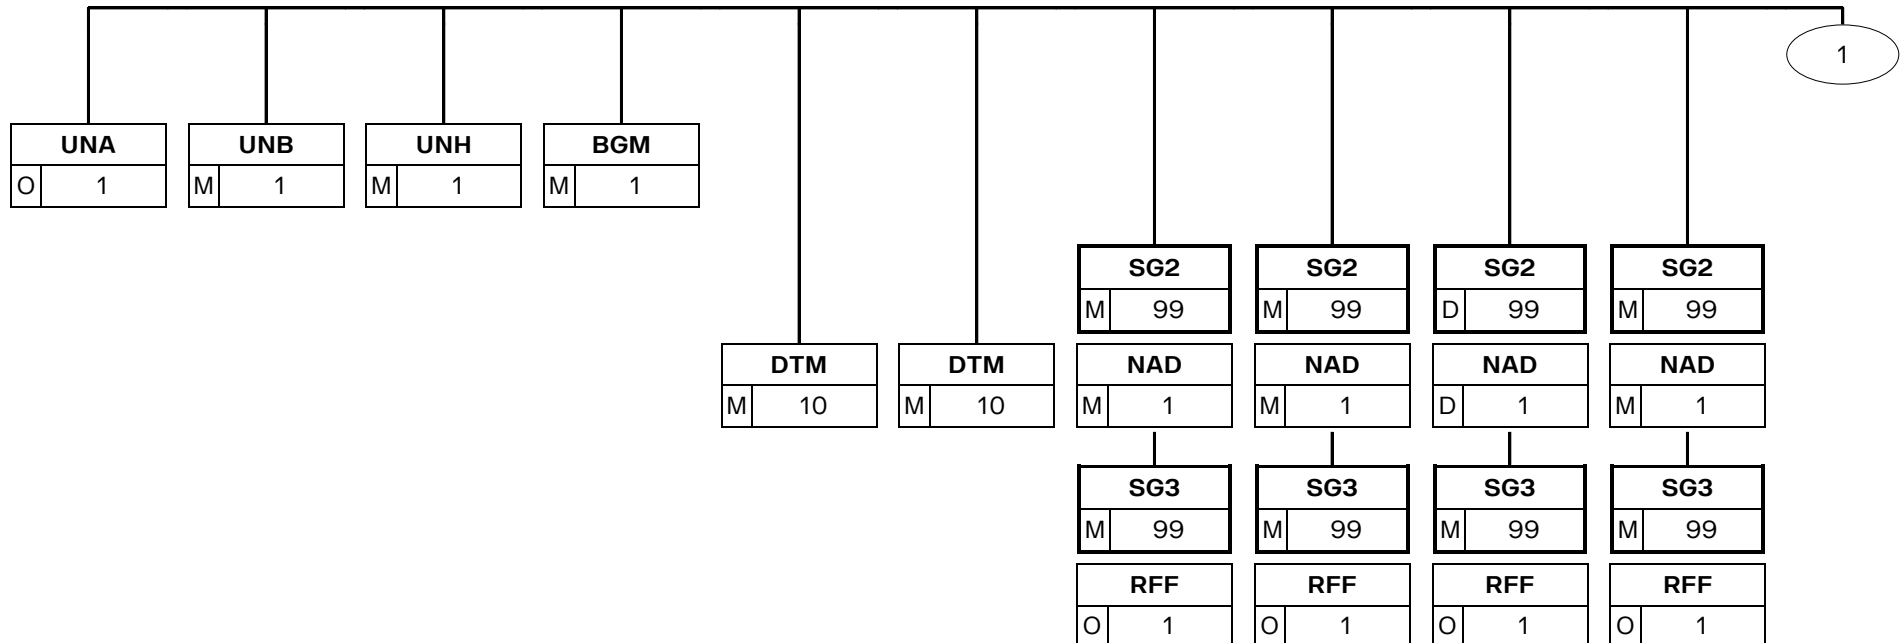 1
UNA UNB UNH BGM
O 1 M 1 M 1 M 1
SG2 SG2 SG2 SG2
M 99 M 99 D 99 M 99
DTM DTM NAD NAD NAD NAD
M 10 M 10 M 1 M 1 D 1 M 1
SG3 SG3 SG3 SG3
M 99 M 99 M 99 M 99
RFF RFF RFF RFF
O 1 O 1 O 1 O 1